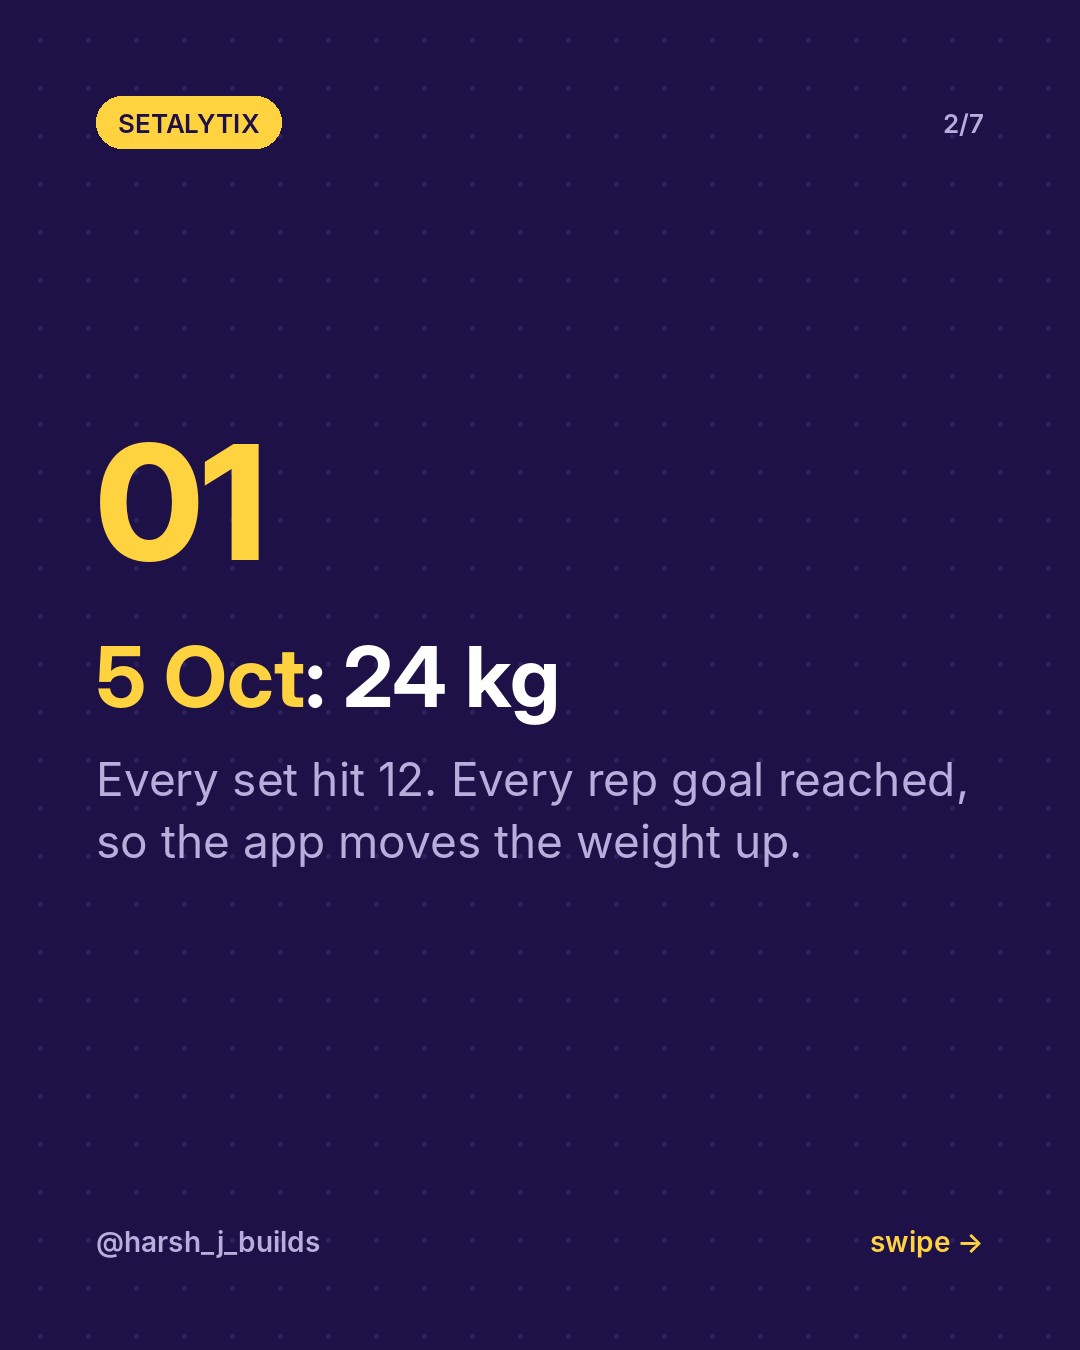 SETALYTIX
2/7
01
5 Oct: 24 kg
Every set hit 12. Every rep goal reached,
so the app moves the weight up.
@harsh_j_builds
swipe →